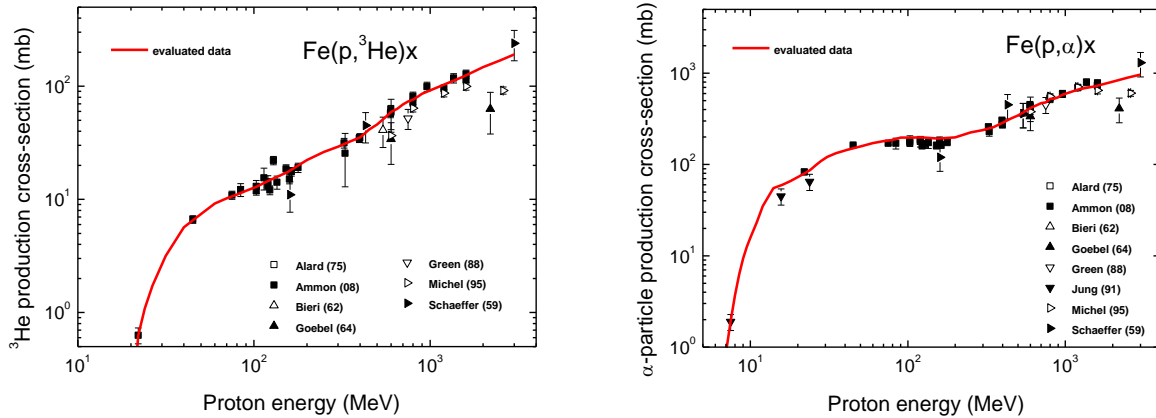 Fe(p,³He)x
evaluated data
³He production cross-section (mb)
10²
10¹
10⁰
Alard (75)
Ammon (08)
Bieri (62)
Goebel (64)
Green (88)
Michel (95)
Schaeffer (59)
10¹
10²
10³
Proton energy (MeV)
Fe(p,α)x
evaluated data
α-particle production cross-section (mb)
10³
10²
10¹
10⁰
Alard (75)
Ammon (08)
Bieri (62)
Goebel (64)
Green (88)
Jung (91)
Michel (95)
Schaeffer (59)
10¹
10²
10³
Proton energy (MeV)